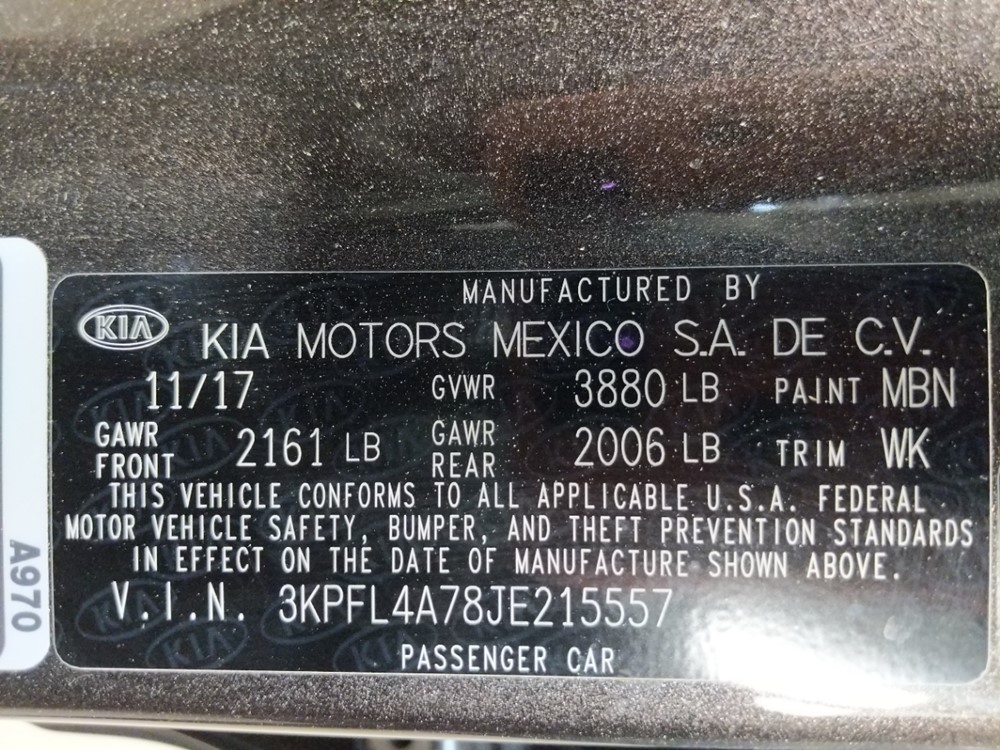 MANUFACTURED BY
KIA KIA MOTORS MEXICO S.A. DE C.V.
11/17 GVWR 3880 LB PAINT MBN
GAWR FRONT 2161 LB GAWR REAR 2006 LB TRIM WK
THIS VEHICLE CONFORMS TO ALL APPLICABLE U.S.A. FEDERAL
MOTOR VEHICLE SAFETY, BUMPER, AND THEFT PREVENTION STANDARDS
IN EFFECT ON THE DATE OF MANUFACTURE SHOWN ABOVE.
V.I.N. 3KPFL4A78JE215557
PASSENGER CAR
A970